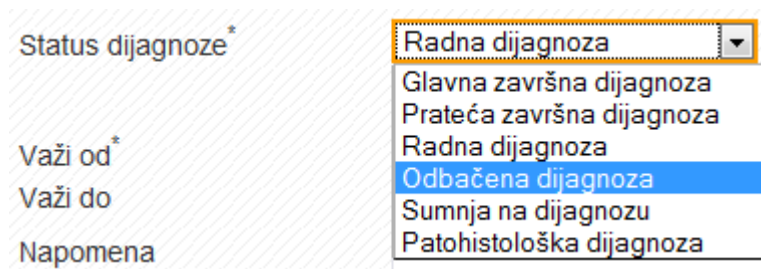 Status dijagnoze* Radna dijagnoza
Glavna završna dijagnoza
Prateća završna dijagnoza
Radna dijagnoza
Odbačena dijagnoza
Sumnja na dijagnozu
Patohistološka dijagnoza
Važi od*
Važi do
Napomena